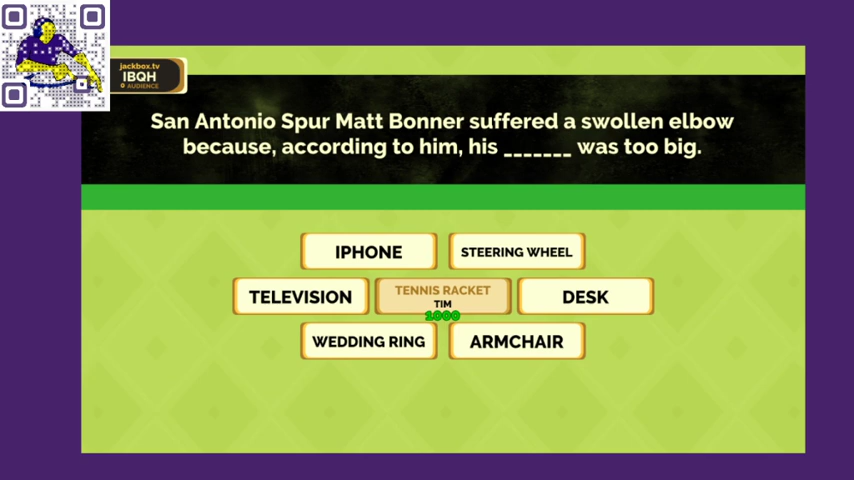 jackbox.tv
IBQH
AUDIENCE
San Antonio Spur Matt Bonner suffered a swollen elbow
because, according to him, his _______ was too big.
IPHONE
STEERING WHEEL
TELEVISION
TENNIS RACKET
TIM
1000
DESK
WEDDING RING
ARMCHAIR